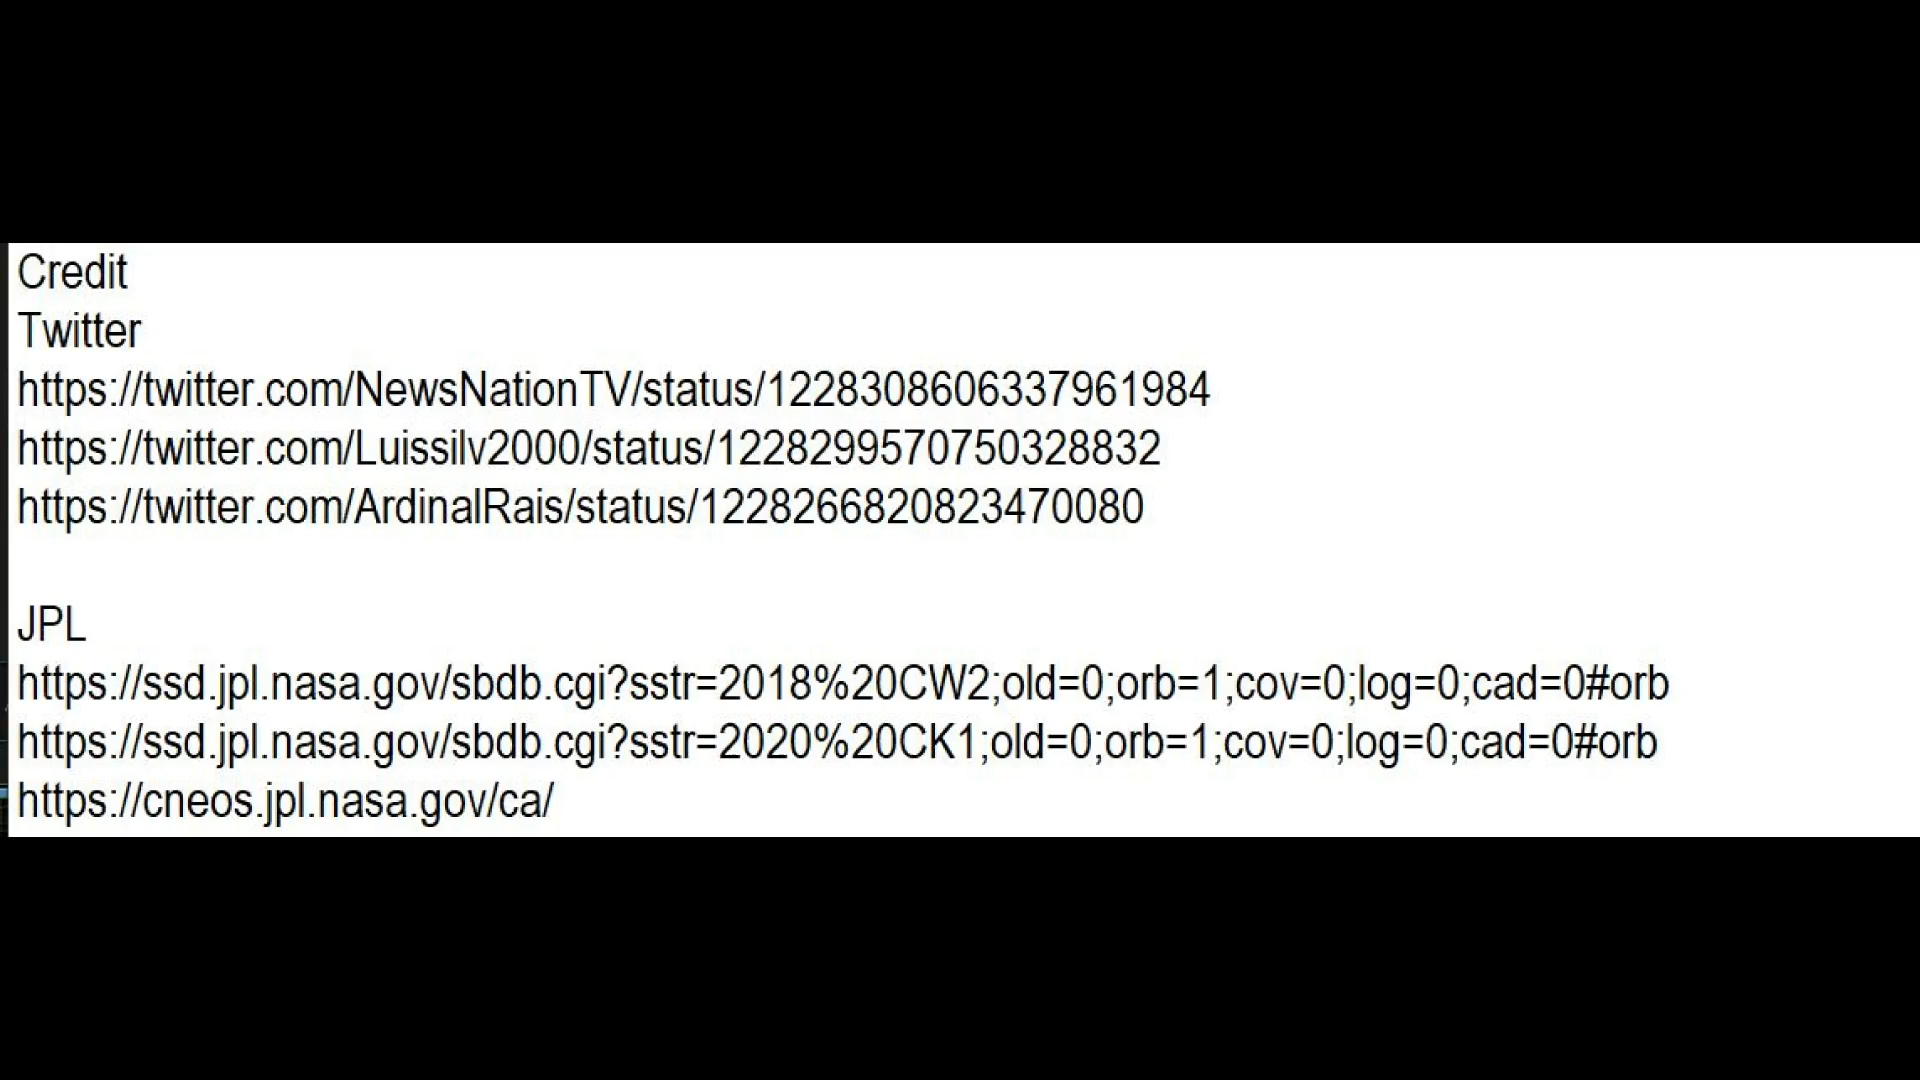 Credit
Twitter
https://twitter.com/NewsNationTV/status/1228308606337961984
https://twitter.com/Luissilv2000/status/1228299570750328832
https://twitter.com/ArdinalRais/status/1228266820823470080
JPL
https://ssd.jpl.nasa.gov/sbdb.cgi?sstr=2018%20CW2;old=0;orb=1;cov=0;log=0;cad=0#orb
https://ssd.jpl.nasa.gov/sbdb.cgi?sstr=2020%20CK1;old=0;orb=1;cov=0;log=0;cad=0#orb
https://cneos.jpl.nasa.gov/ca/